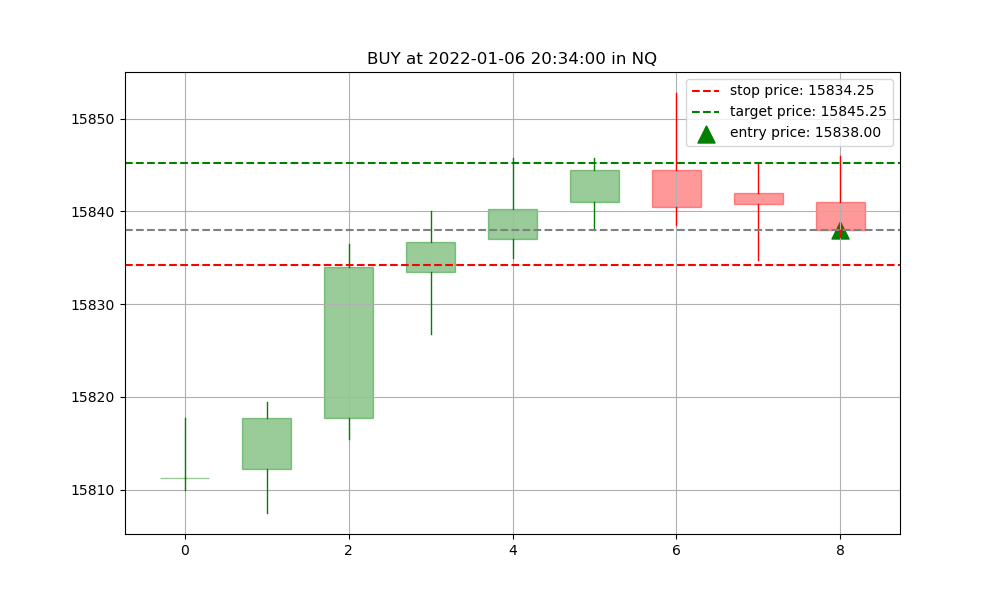 BUY at 2022-01-06 20:34:00 in NQ
stop price: 15834.25
target price: 15845.25
entry price: 15838.00
15850
15840
15830
15820
15810
0 2 4 6 8